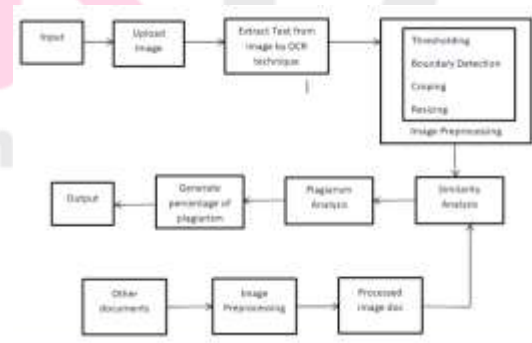 Input
Upload
Image
Extract Text from
image by OCR
technique
Thresholding
Boundary Detection
Croping
Resizing
Image Preprocessing
Similarity
Analysis
Plagiarism
Analysis
Generate
percentage of
plagiarism
Output
Other
documents
Image
Preprocessing
Processed
image doc